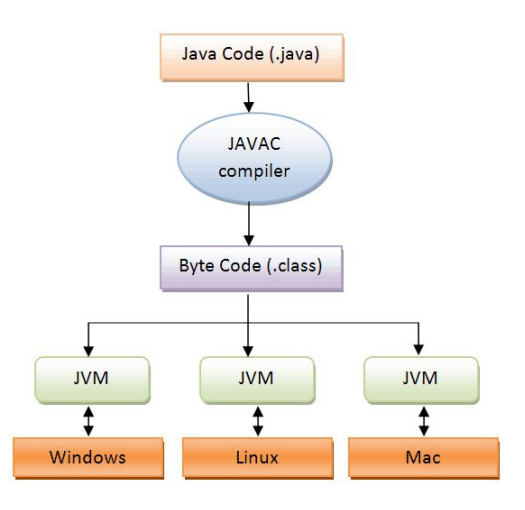 Java Code (.java)
JAVAC
compiler
Byte Code (.class)
JVM
JVM
JVM
Windows
Linux
Mac